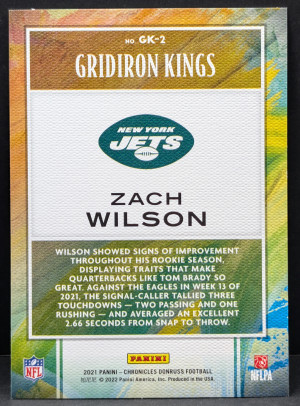 NO. GK-2
GRIDIRON KINGS
NEW YORK
JETS
ZACH
WILSON
WILSON SHOWED SIGNS OF IMPROVEMENT
THROUGHOUT HIS ROOKIE SEASON,
DISPLAYING TRAITS THAT MAKE
QUARTERBACKS LIKE TOM BRADY SO
GREAT. AGAINST THE EAGLES IN WEEK 13 OF
2021, THE SIGNAL-CALLER TALLIED THREE
TOUCHDOWNS — TWO PASSING AND ONE
RUSHING — AND AVERAGED AN EXCELLENT
2.66 SECONDS FROM SNAP TO THROW.
PANINI
2021 PANINI – CHRONICLES DONRUSS FOOTBALL
© 2022 Panini America, Inc. Produced in the USA.
NFL
NFLPA